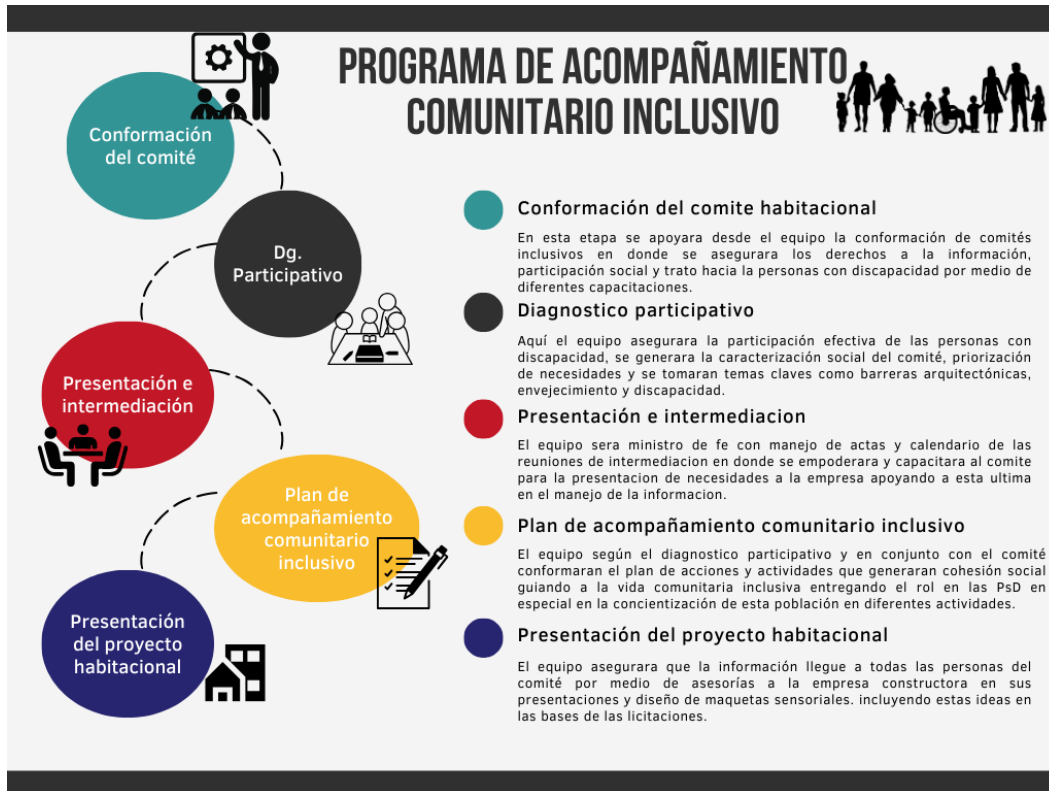 PROGRAMA DE ACOMPAÑAMIENTO
COMUNITARIO INCLUSIVO
Conformación
del comité
Dg.
Participativo
Presentación e
intermediación
Plan de
acompañamiento
comunitario
inclusivo
Presentación
del proyecto
habitacional
Conformación del comite habitacional
En esta etapa se apoyara desde el equipo la conformación de comités
inclusivos en donde se asegurara los derechos a la información,
participación social y trato hacia la personas con discapacidad por medio de
diferentes capacitaciones.
Diagnostico participativo
Aquí el equipo asegurara la participación efectiva de las personas con
discapacidad, se generara la caracterización social del comité, priorización
de necesidades y se tomaran temas claves como barreras arquitectónicas,
envejecimiento y discapacidad.
Presentación e intermediacion
El equipo sera ministro de fe con manejo de actas y calendario de las
reuniones de intermediacion en donde se empoderara y capacitara al comite
para la presentacion de necesidades a la empresa apoyando a esta ultima
en el manejo de la informacion.
Plan de acompañamiento comunitario inclusivo
El equipo según el diagnostico participativo y en conjunto con el comité
conformaran el plan de acciones y actividades que generaran cohesión social
guiando a la vida comunitaria inclusiva entregando el rol en las PsD en
especial en la concientización de esta población en diferentes actividades.
Presentación del proyecto habitacional
El equipo asegurara que la información llegue a todas las personas del
comité por medio de asesorías a la empresa constructora en sus
presentaciones y diseño de maquetas sensoriales. incluyendo estas ideas en
las bases de las licitaciones.